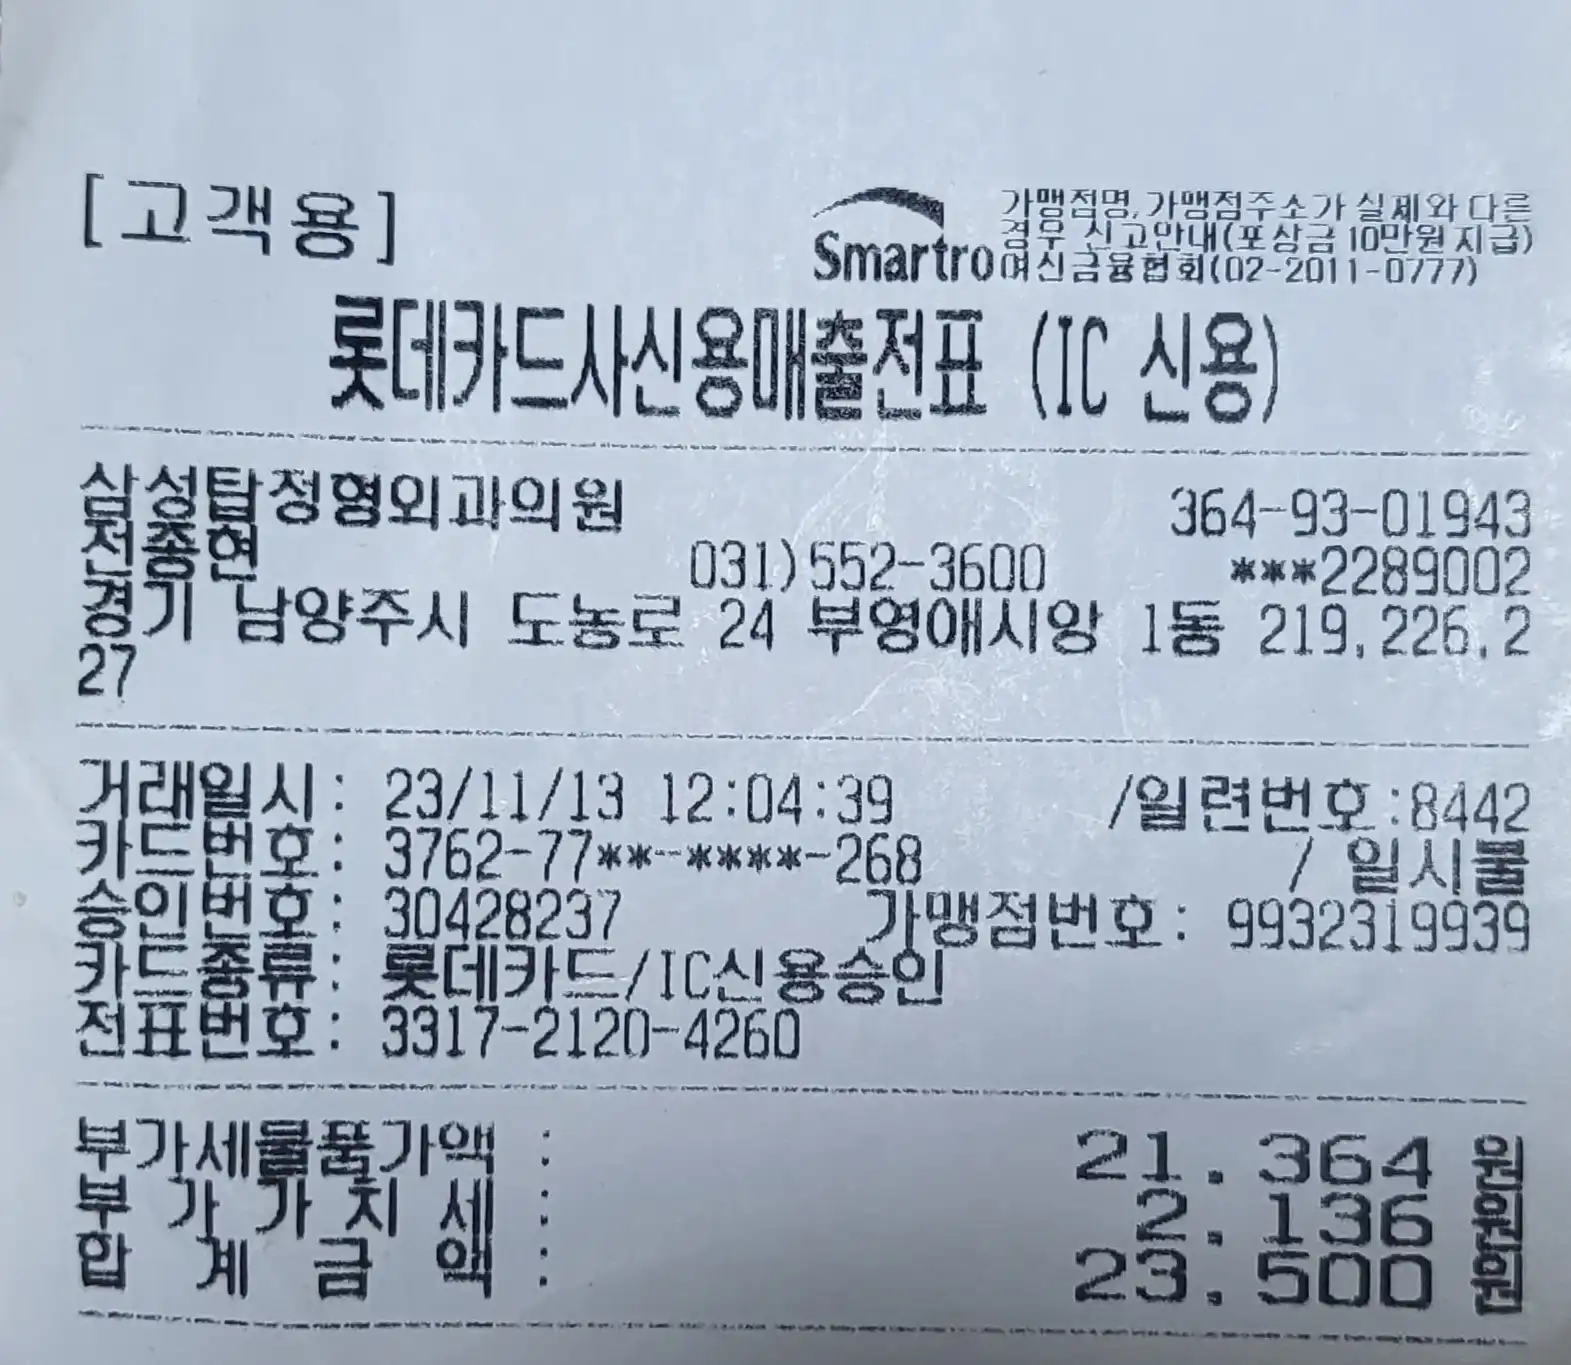 [고객용]
Smartro
가맹점명, 가맹점주소가 실제와 다른
경우 신고안내(포상금 10만원 지급)
여신금융협회(02-2011-0777)
롯데카드사신용매출전표 (IC 신용)
삼성탑정형외과의원 364-93-01943
전종현 031)552-3600 ***2289002
경기 남양주시 도농로 24 부영애시앙 1동 219,226,2
27
거래일시: 23/11/13 12:04:39 /일련번호:8442
카드번호: 3762-77**-****-268 / 일시불
승인번호: 30428237 가맹점번호: 9932319939
카드종류: 롯데카드/IC신용승인
전표번호: 3317-2120-4260
부가세물품가액 : 21.364 원
부 가 가 치 세 : 2.136 원
합 계 금 액 : 23.500 원